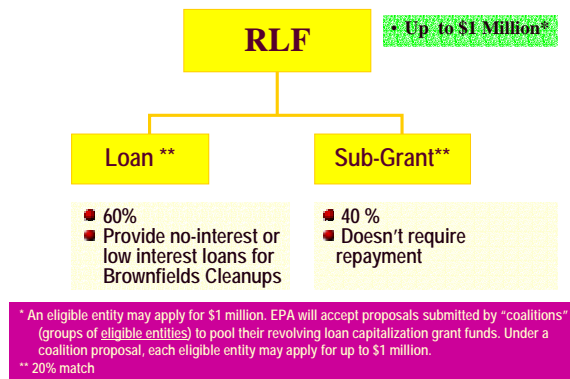 RLF
• Up to $1 Million*
Loan **
Sub-Grant**
60%
Provide no-interest or
low interest loans for
Brownfields Cleanups
40 %
Doesn't require
repayment
* An eligible entity may apply for $1 million. EPA will accept proposals submitted by “coalitions”
(groups of eligible entities) to pool their revolving loan capitalization grant funds. Under a
coalition proposal, each eligible entity may apply for up to $1 million.
** 20% match